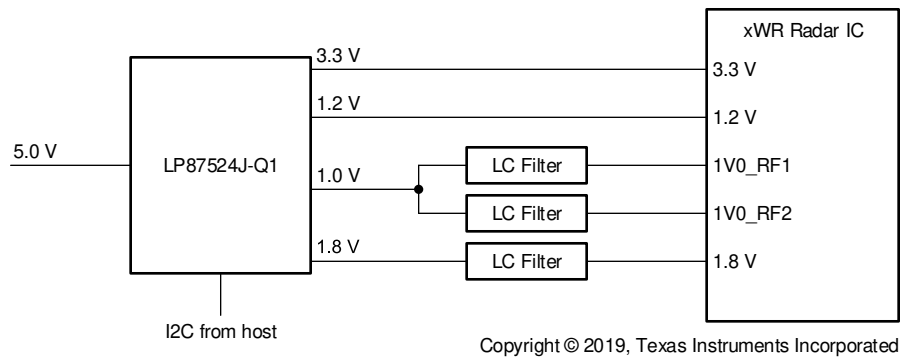 xWR Radar IC
3.3 V
3.3 V
1.2 V
1.2 V
5.0 V
LP87524J-Q1
LC Filter
1V0_RF1
1.0 V
LC Filter
1V0_RF2
1.8 V
LC Filter
1.8 V
I2C from host
Copyright © 2019, Texas Instruments Incorporated